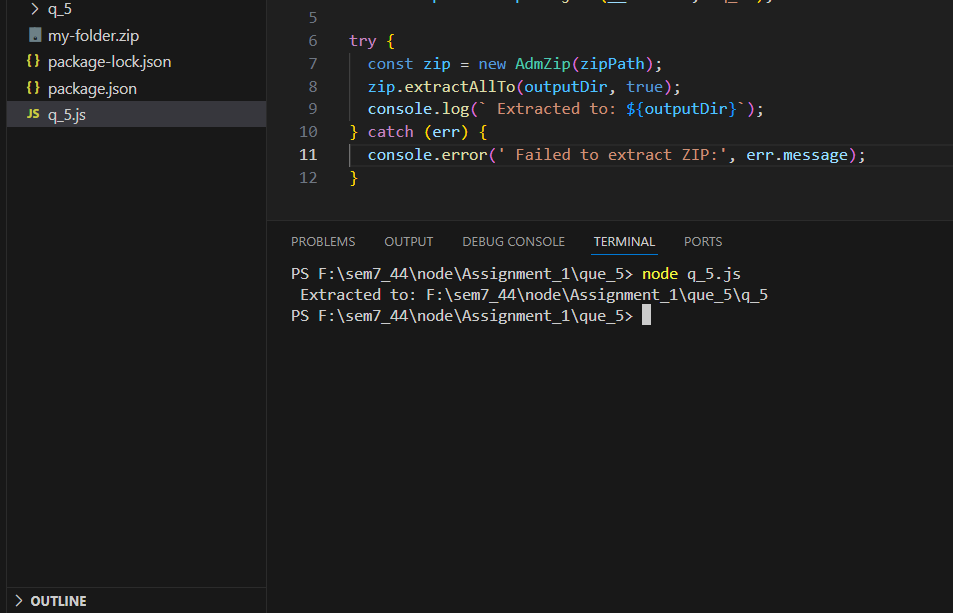 q_5
my-folder.zip
package-lock.json
package.json
JS q_5.js
OUTLINE
5
6 try {
7 const zip = new AdmZip(zipPath);
8 zip.extractAllTo(outputDir, true);
9 console.log(` Extracted to: ${outputDir}`);
10 } catch (err) {
11 console.error(' Failed to extract ZIP:', err.message);
12 }
PROBLEMS OUTPUT DEBUG CONSOLE TERMINAL PORTS
PS F:\sem7_44\node\Assignment_1\que_5> node q_5.js
Extracted to: F:\sem7_44\node\Assignment_1\que_5\q_5
PS F:\sem7_44\node\Assignment_1\que_5>